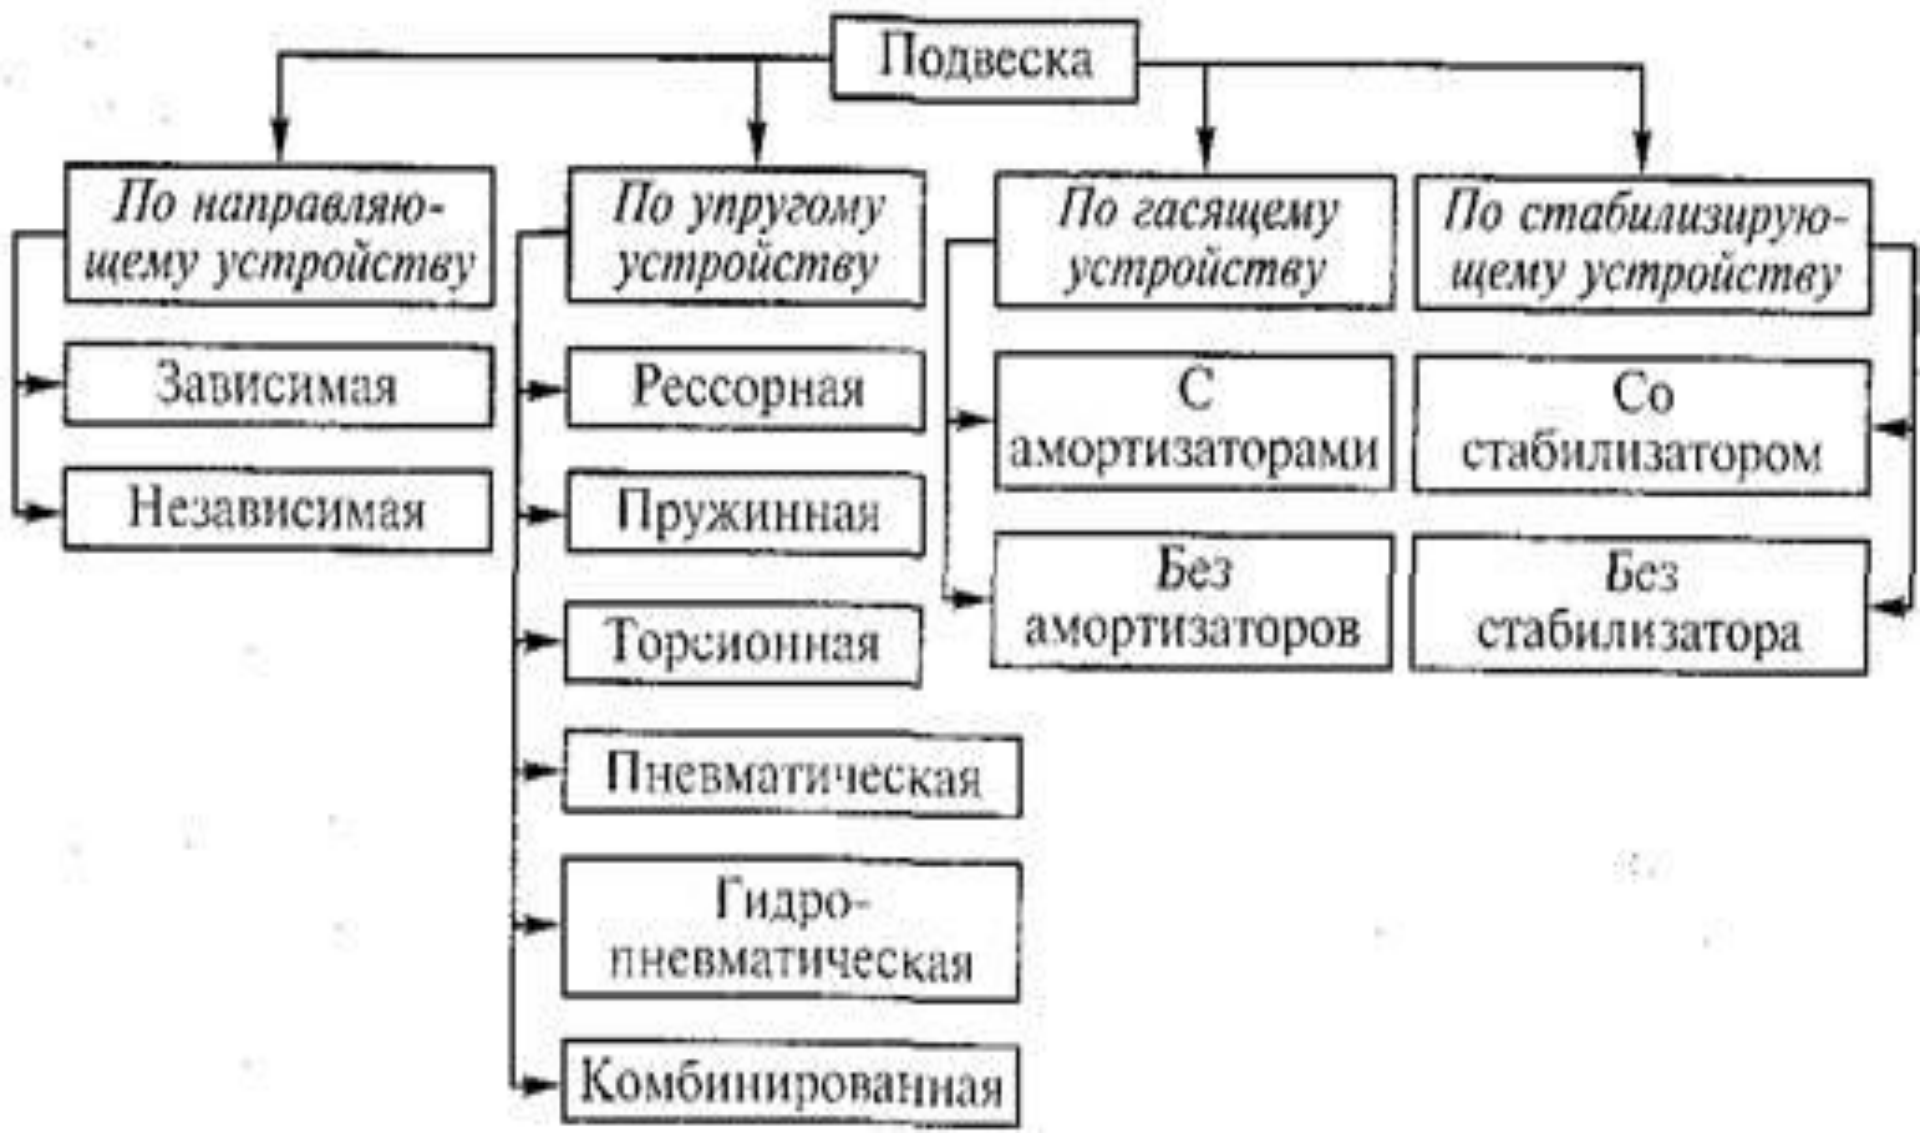 Подвеска
По направляю-
щему устройству
Зависимая
Независимая
По упругому
устройству
Рессорная
Пружинная
Торсионная
Пневматическая
Гидро-
пневматическая
Комбинированная
По гасящему
устройству
С
амортизаторами
Без
амортизаторов
По стабилизирую-
щему устройству
Со
стабилизатором
Без
стабилизатора